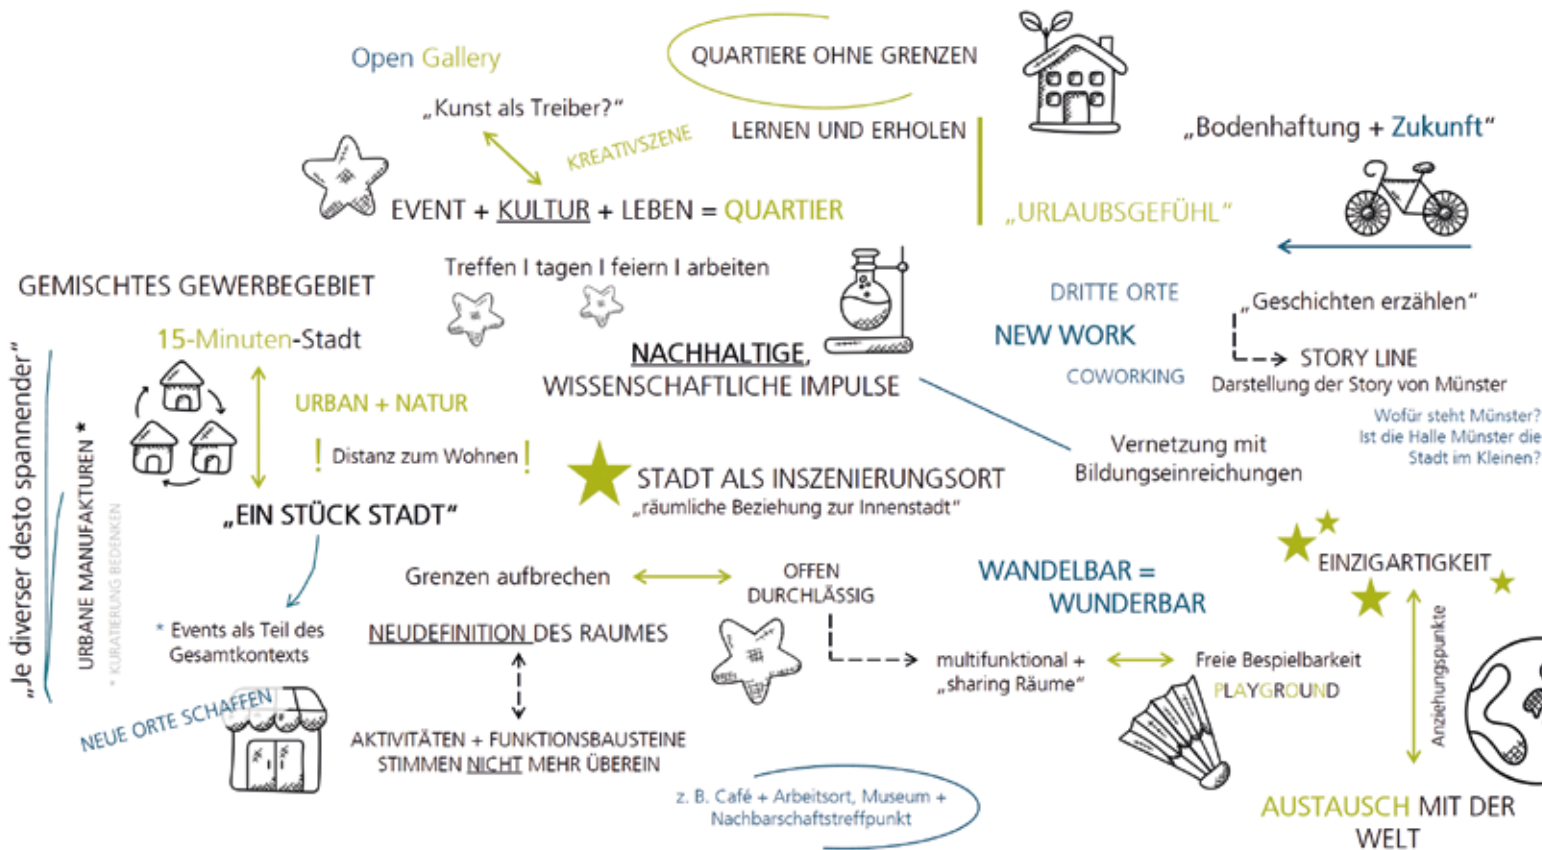 Open Gallery
„Kunst als Treiber?“
KREATIVSZENE
QUARTIERE OHNE GRENZEN
LERNEN UND ERHOLEN
„URLAUBSGEFÜHL“
„Bodenhaftung + Zukunft“
EVENT + KULTUR + LEBEN = QUARTIER
Treffen I tagen I feiern I arbeiten
GEMISCHTES GEWERBEGEBIET
15-Minuten-Stadt
URBAN + NATUR
! Distanz zum Wohnen !
„EIN STÜCK STADT“
„Je diverser desto spannender“
URBANE MANUFAKTUREN *
* KURATIERUNG BEDENKEN
NACHHALTIGE,
WISSENSCHAFTLICHE IMPULSE
DRITTE ORTE
NEW WORK
COWORKING
„Geschichten erzählen“
STORY LINE
Darstellung der Story von Münster
Wofür steht Münster?
Ist die Halle Münster die
Stadt im Kleinen?
Vernetzung mit
Bildungseinreichungen
STADT ALS INSZENIERUNGSORT
„räumliche Beziehung zur Innenstadt“
Grenzen aufbrechen
OFFEN
DURCHLÄSSIG
WANDELBAR =
WUNDERBAR
EINZIGARTIGKEIT
* Events als Teil des
Gesamtkontexts
NEUE ORTE SCHAFFEN
NEUDEFINITION DES RAUMES
AKTIVITÄTEN + FUNKTIONSBAUSTEINE
STIMMEN NICHT MEHR ÜBEREIN
multifunktional +
„sharing Räume“
Freie Bespielbarkeit
PLAYGROUND
Anziehungspunkte
z. B. Café + Arbeitsort, Museum +
Nachbarschaftstreffpunkt
AUSTAUSCH MIT DER
WELT